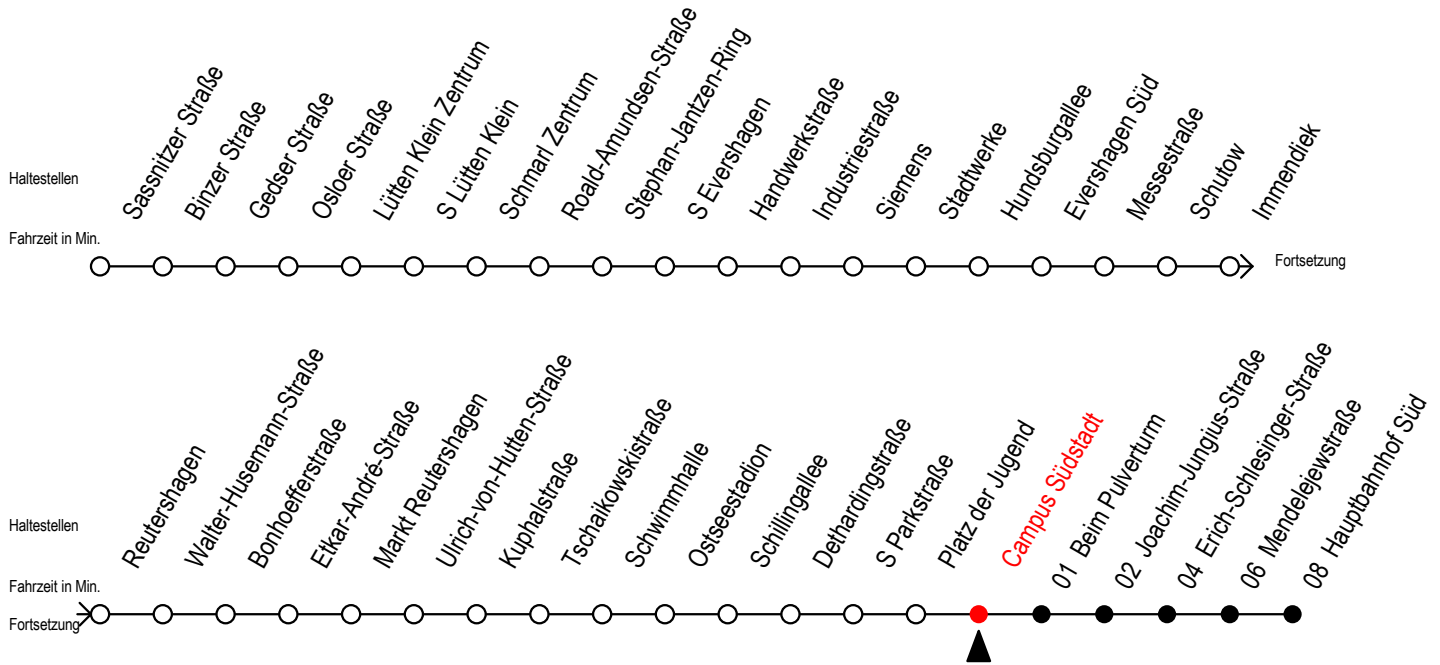 Haltestellen
Sassnitzer Straße
Binzer Straße
Gedser Straße
Osloer Straße
Lütten Klein Zentrum
S Lütten Klein
Schmarl Zentrum
Roald-Amundsen-Straße
Stephan-Jantzen-Ring
S Evershagen
Handwerkstraße
Industriestraße
Siemens
Stadtwerke
Hundsburgallee
Evershagen Süd
Messestraße
Schutow
Immendiek
Fahrzeit in Min.
Fortsetzung
Haltestellen
Reutershagen
Walter-Husemann-Straße
Bonhoefferstraße
Etkar-André-Straße
Markt Reutershagen
Ulrich-von-Hutten-Straße
Kuphalstraße
Tschaikowskistraße
Schwimmhalle
Ostseestadion
Schillingallee
Dethardingstraße
S Parkstraße
Platz der Jugend
Campus Südstadt
01 Beim Pulverturm
02 Joachim-Jungius-Straße
04 Erich-Schlesinger-Straße
06 Mendelejewstraße
08 Hauptbahnhof Süd
Fahrzeit in Min.
Fortsetzung